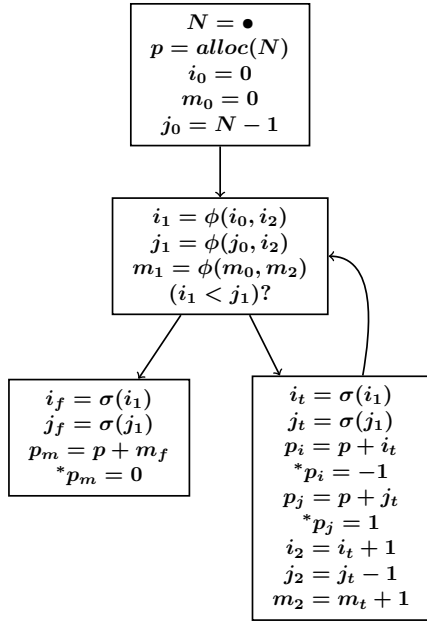 N = •
p = alloc(N)
i₀ = 0
m₀ = 0
j₀ = N − 1
i₁ = ϕ(i₀, i₂)
j₁ = ϕ(j₀, i₂)
m₁ = ϕ(m₀, m₂)
(i₁ < j₁)?
i_f = σ(i₁)
j_f = σ(j₁)
p_m = p + m_f
*p_m = 0
i_t = σ(i₁)
j_t = σ(j₁)
p_i = p + i_t
*p_i = −1
p_j = p + j_t
*p_j = 1
i₂ = i_t + 1
j₂ = j_t − 1
m₂ = m_t + 1